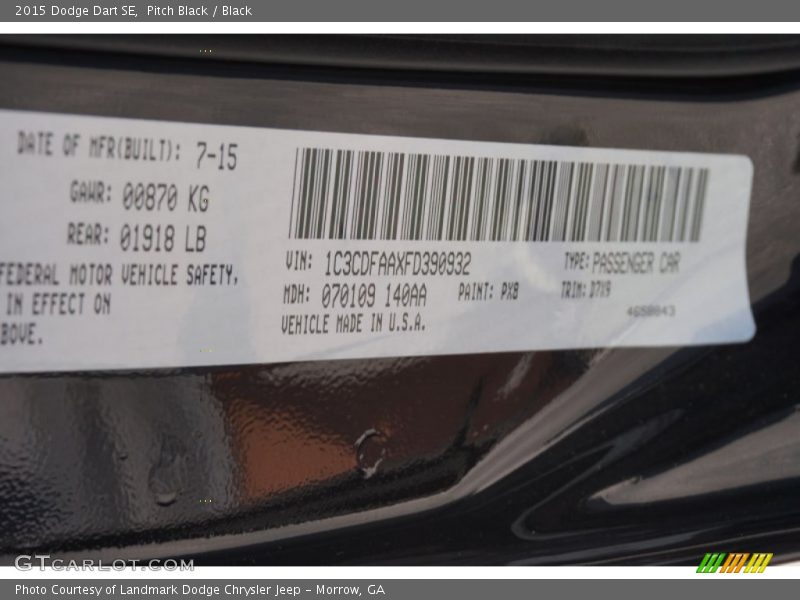 2015 Dodge Dart SE,  Pitch Black / Black
DATE OF MFR(BUILT): 7-15
GAWR: 00870 KG
REAR: 01918 LB
FEDERAL MOTOR VEHICLE SAFETY,
IN EFFECT ON
BOVE.
VIN: 1C3CDFAAXFD390932 TYPE: PASSENGER CAR
MDH: 070109 140AA PAINT: PX8 TRIM: D7X9
VEHICLE MADE IN U.S.A.
GTCARLOT.COM
Photo Courtesy of Landmark Dodge Chrysler Jeep - Morrow, GA